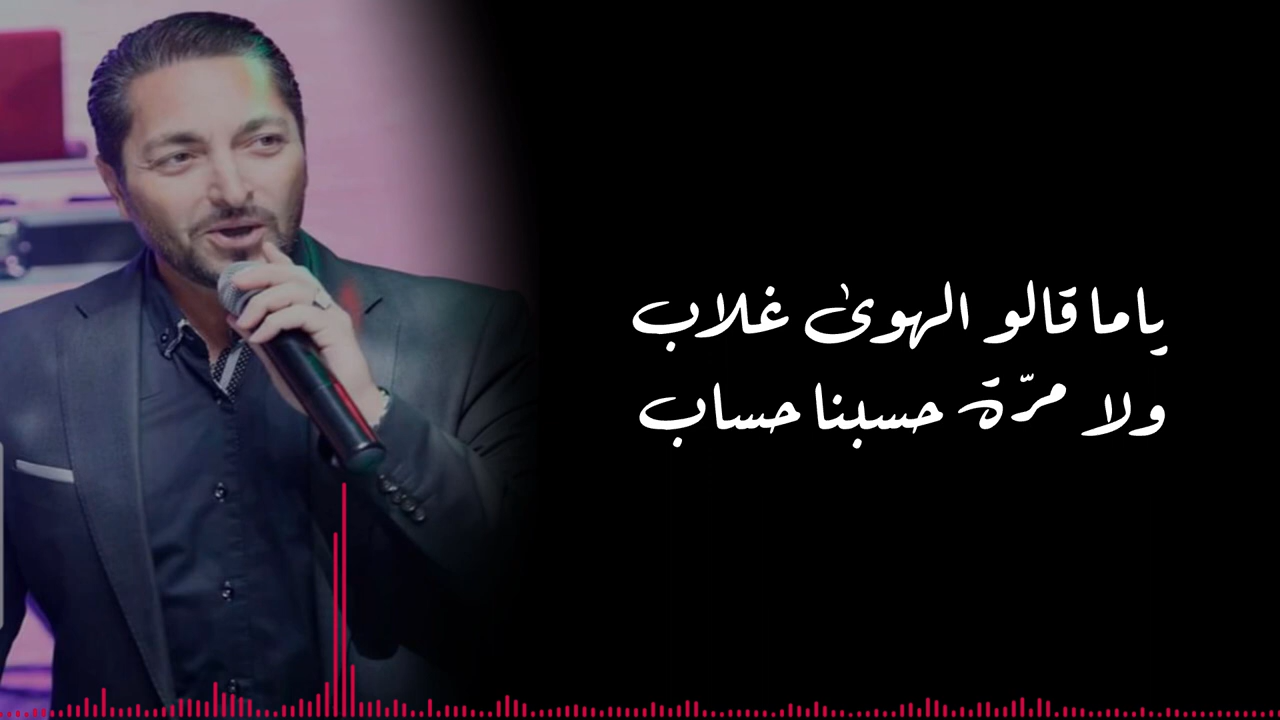 ياما قالو الهوىٰ غلاب
ولا مرّة حسبنا حساب